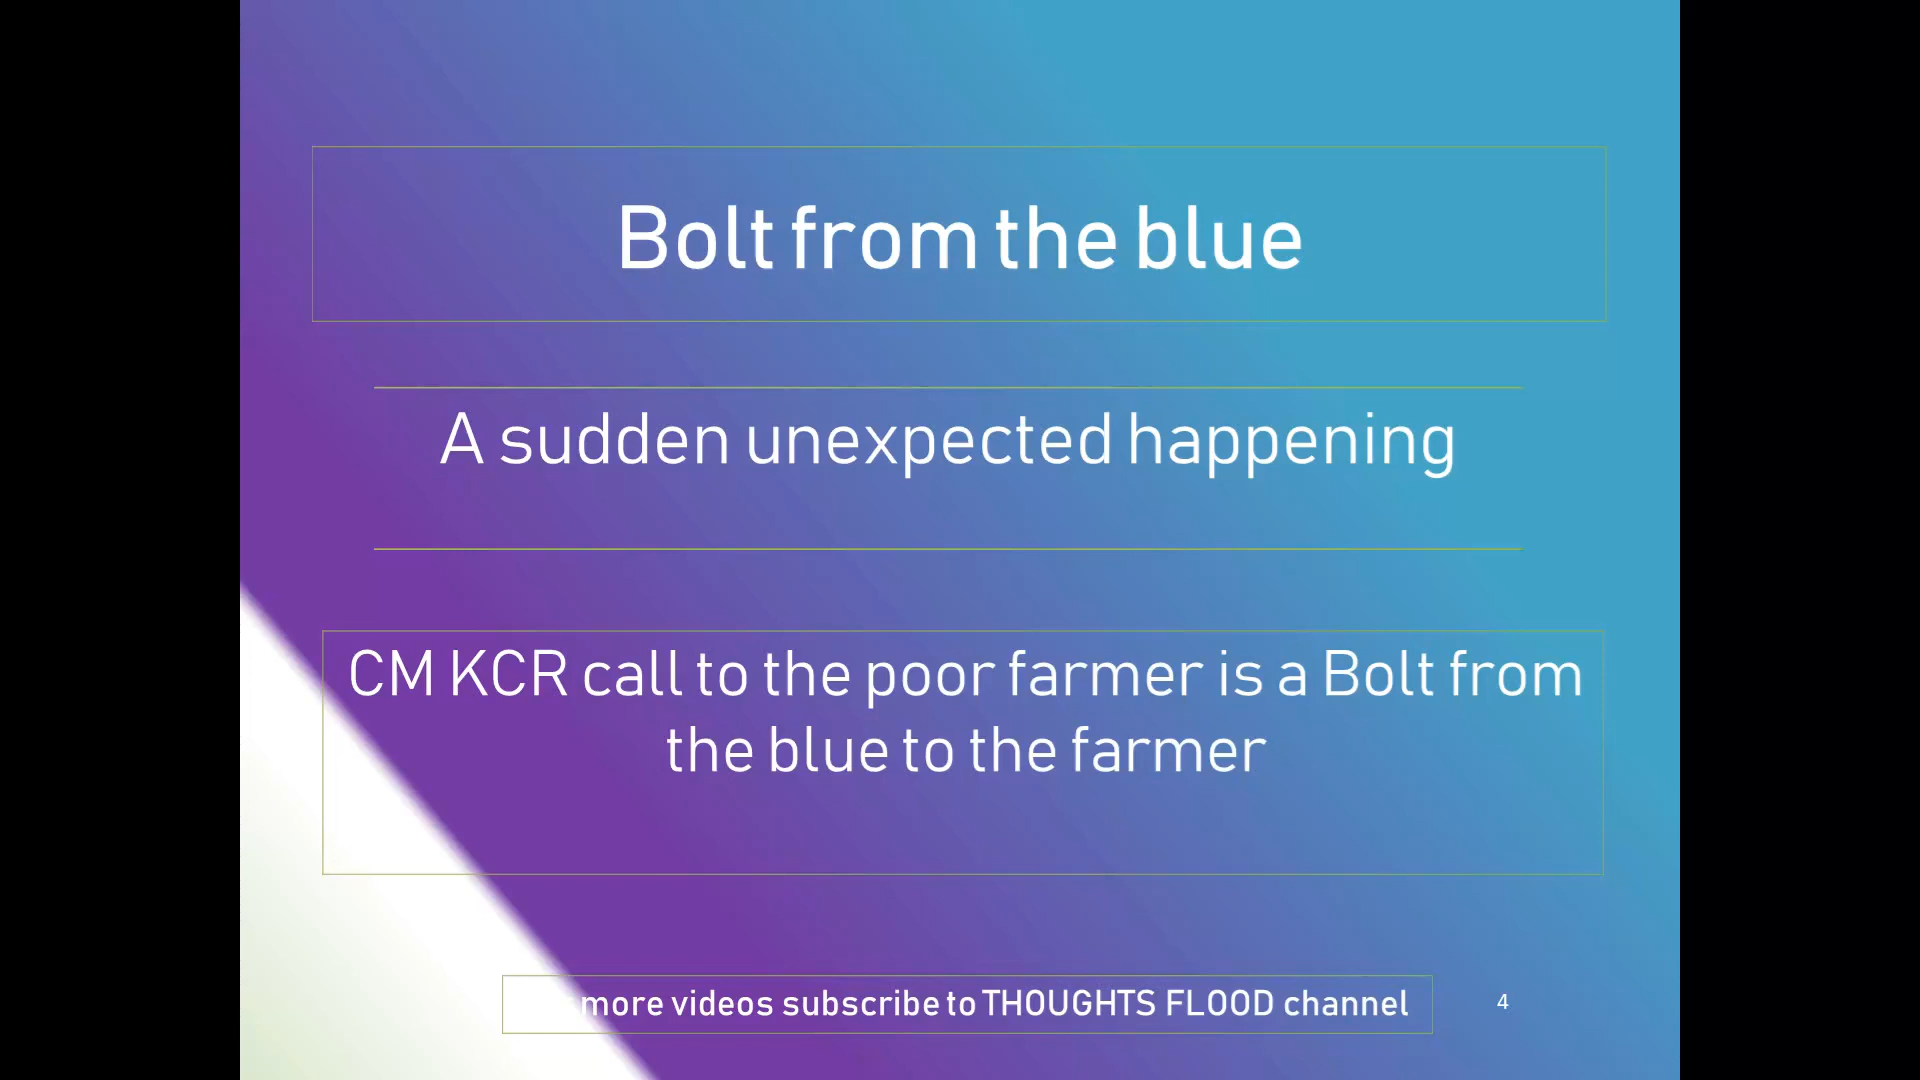 Bolt from the blue
A sudden unexpected happening
CM KCR call to the poor farmer is a Bolt from
the blue to the farmer
more videos subscribe to THOUGHTS FLOOD channel
4